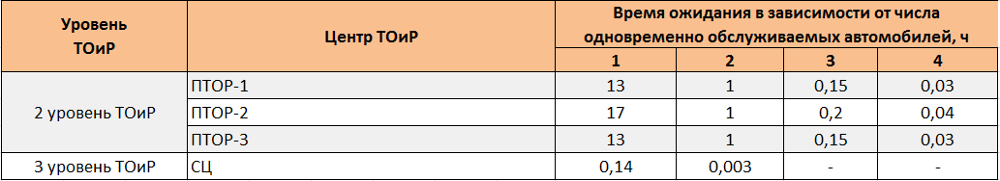 Уровень ТОиР Центр ТОиР Время ожидания в зависимости от числа одновременно обслуживаемых автомобилей, ч
1 2 3 4
2 уровень ТОиР ПТОР-1 13 1 0,15 0,03
ПТОР-2 17 1 0,2 0,04
ПТОР-3 13 1 0,15 0,03
3 уровень ТОиР СЦ 0,14 0,003 - -